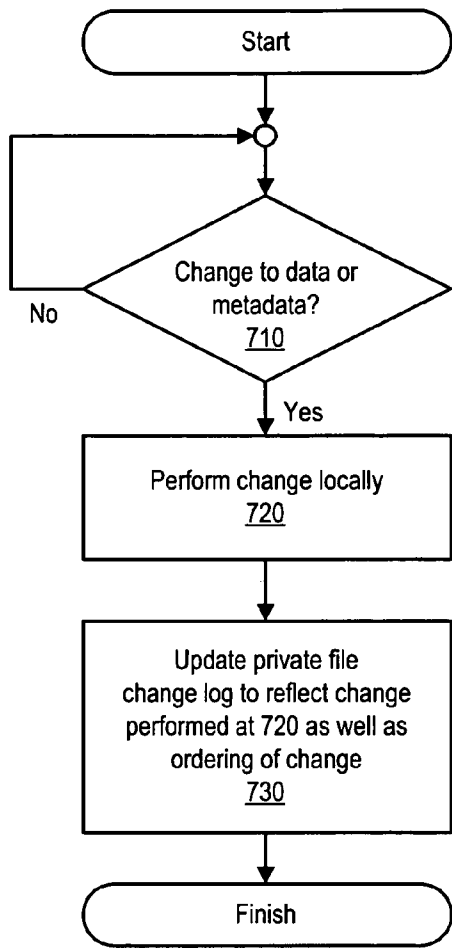 Start
Change to data or
metadata?
710
No
Yes
Perform change locally
720
Update private file
change log to reflect change
performed at 720 as well as
ordering of change
730
Finish